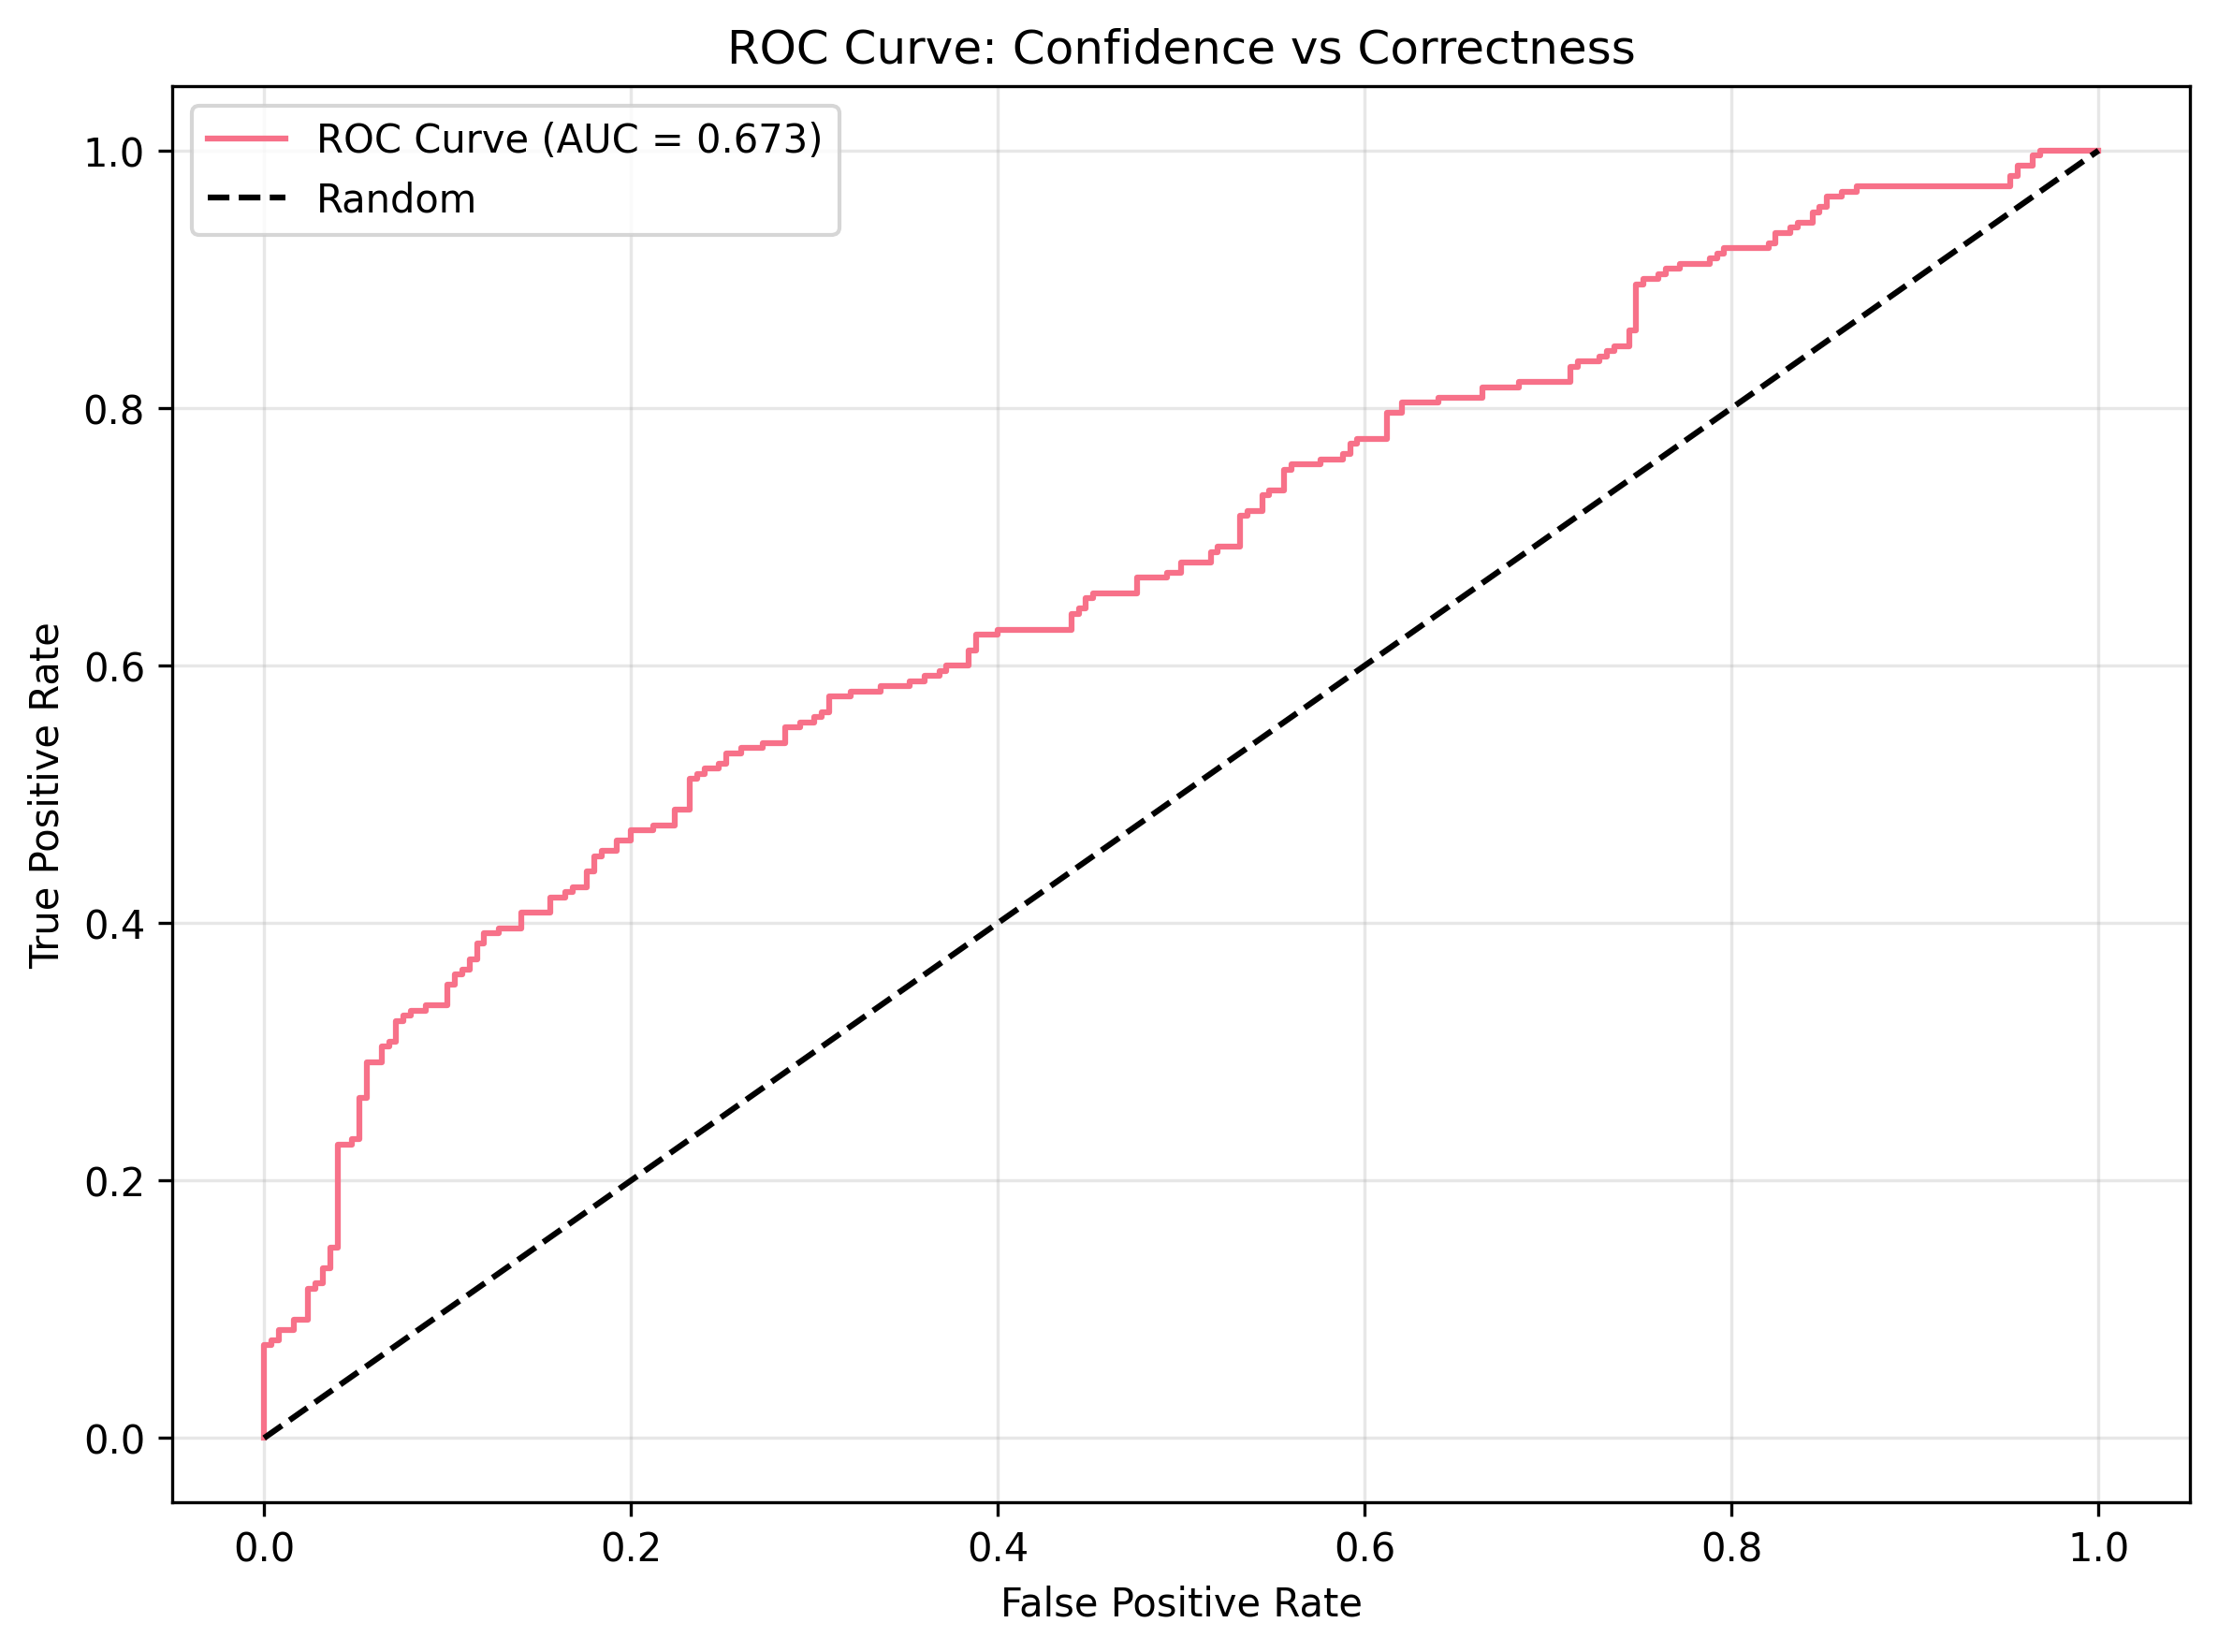 ROC Curve: Confidence vs Correctness
ROC Curve (AUC = 0.673)
Random
True Positive Rate
1.0
0.8
0.6
0.4
0.2
0.0
0.0 0.2 0.4 0.6 0.8 1.0
False Positive Rate